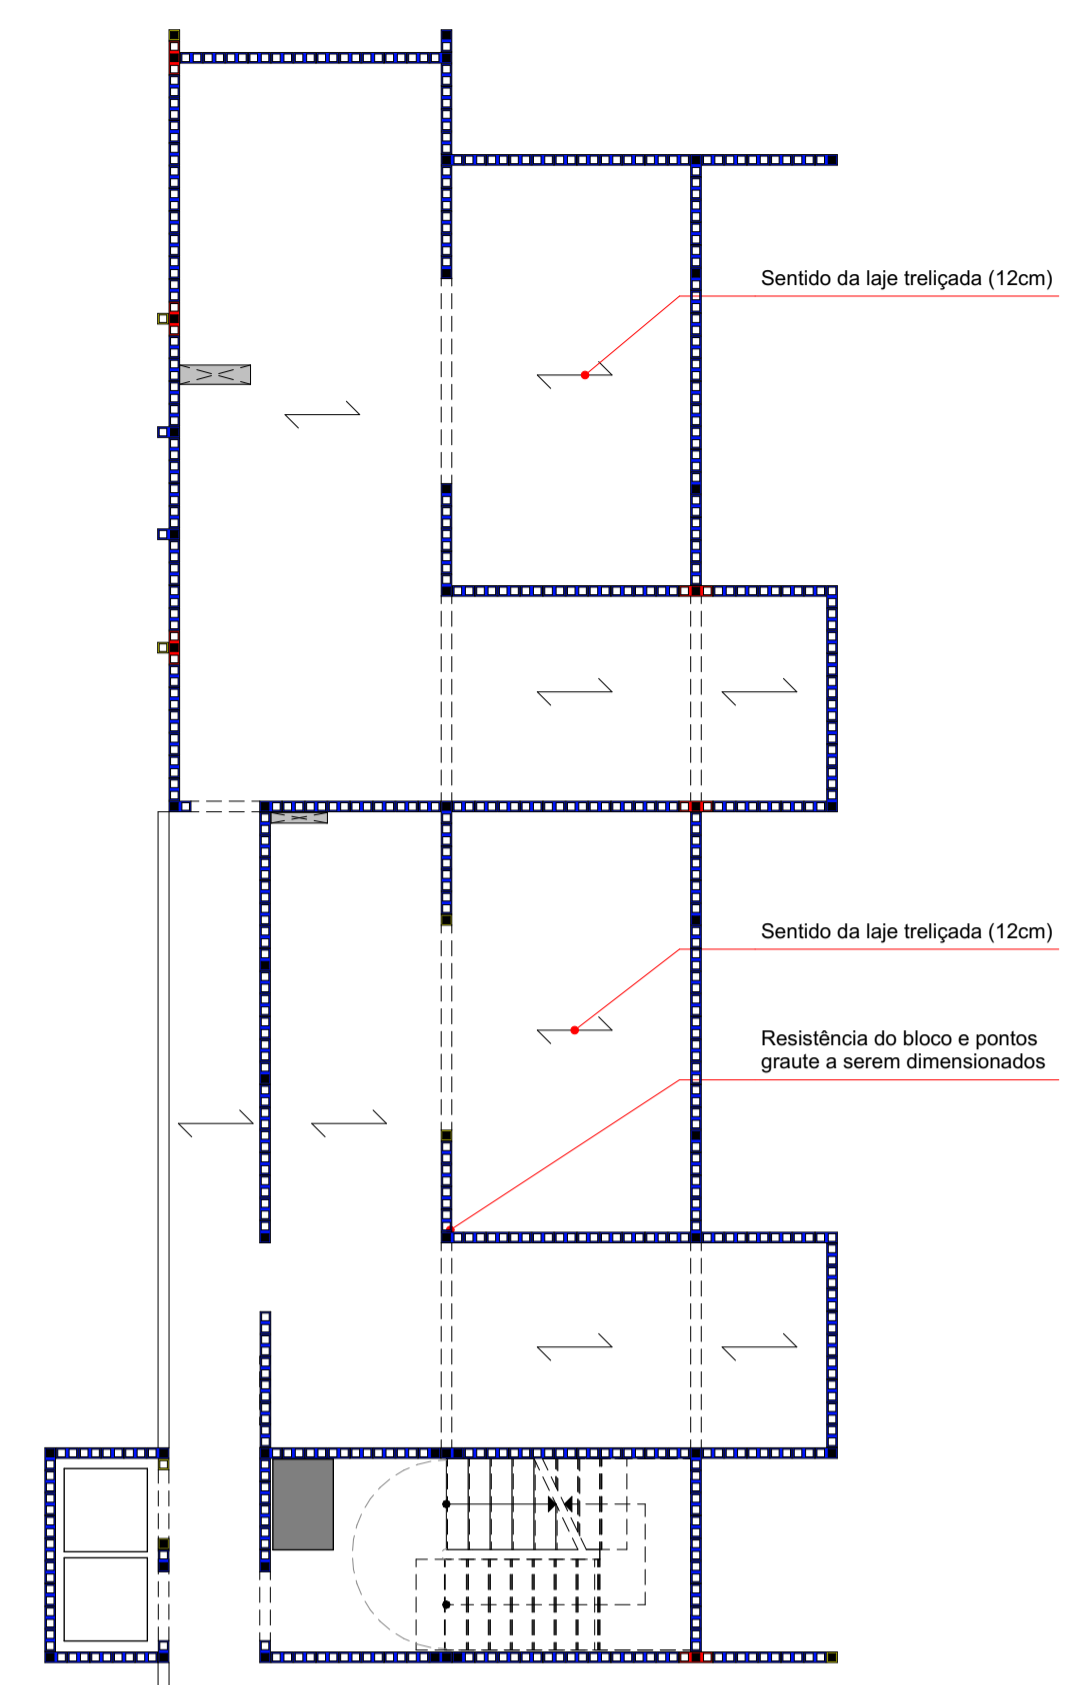 Sentido da laje treliçada (12cm)
Sentido da laje treliçada (12cm)
Resistência do bloco e pontos
graute a serem dimensionados